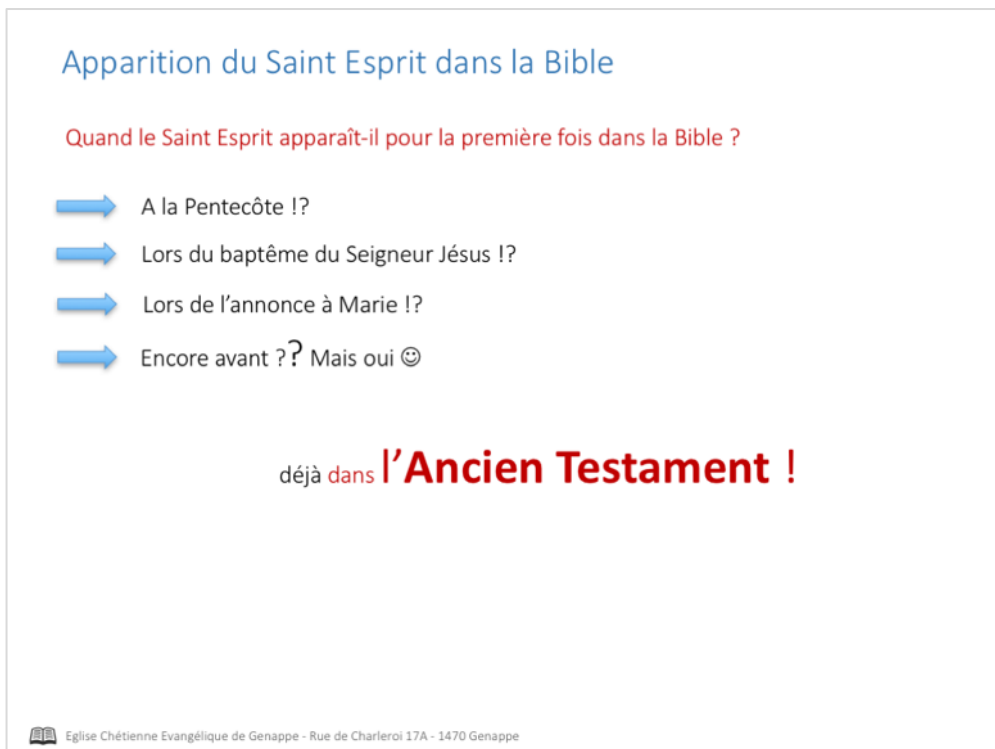 Apparition du Saint Esprit dans la Bible
Quand le Saint Esprit apparaît-il pour la première fois dans la Bible ?
A la Pentecôte !?
Lors du baptême du Seigneur Jésus !?
Lors de l’annonce à Marie !?
Encore avant ?? Mais oui ☺
déjà dans l’Ancien Testament !
Eglise Chétienne Evangélique de Genappe - Rue de Charleroi 17A - 1470 Genappe